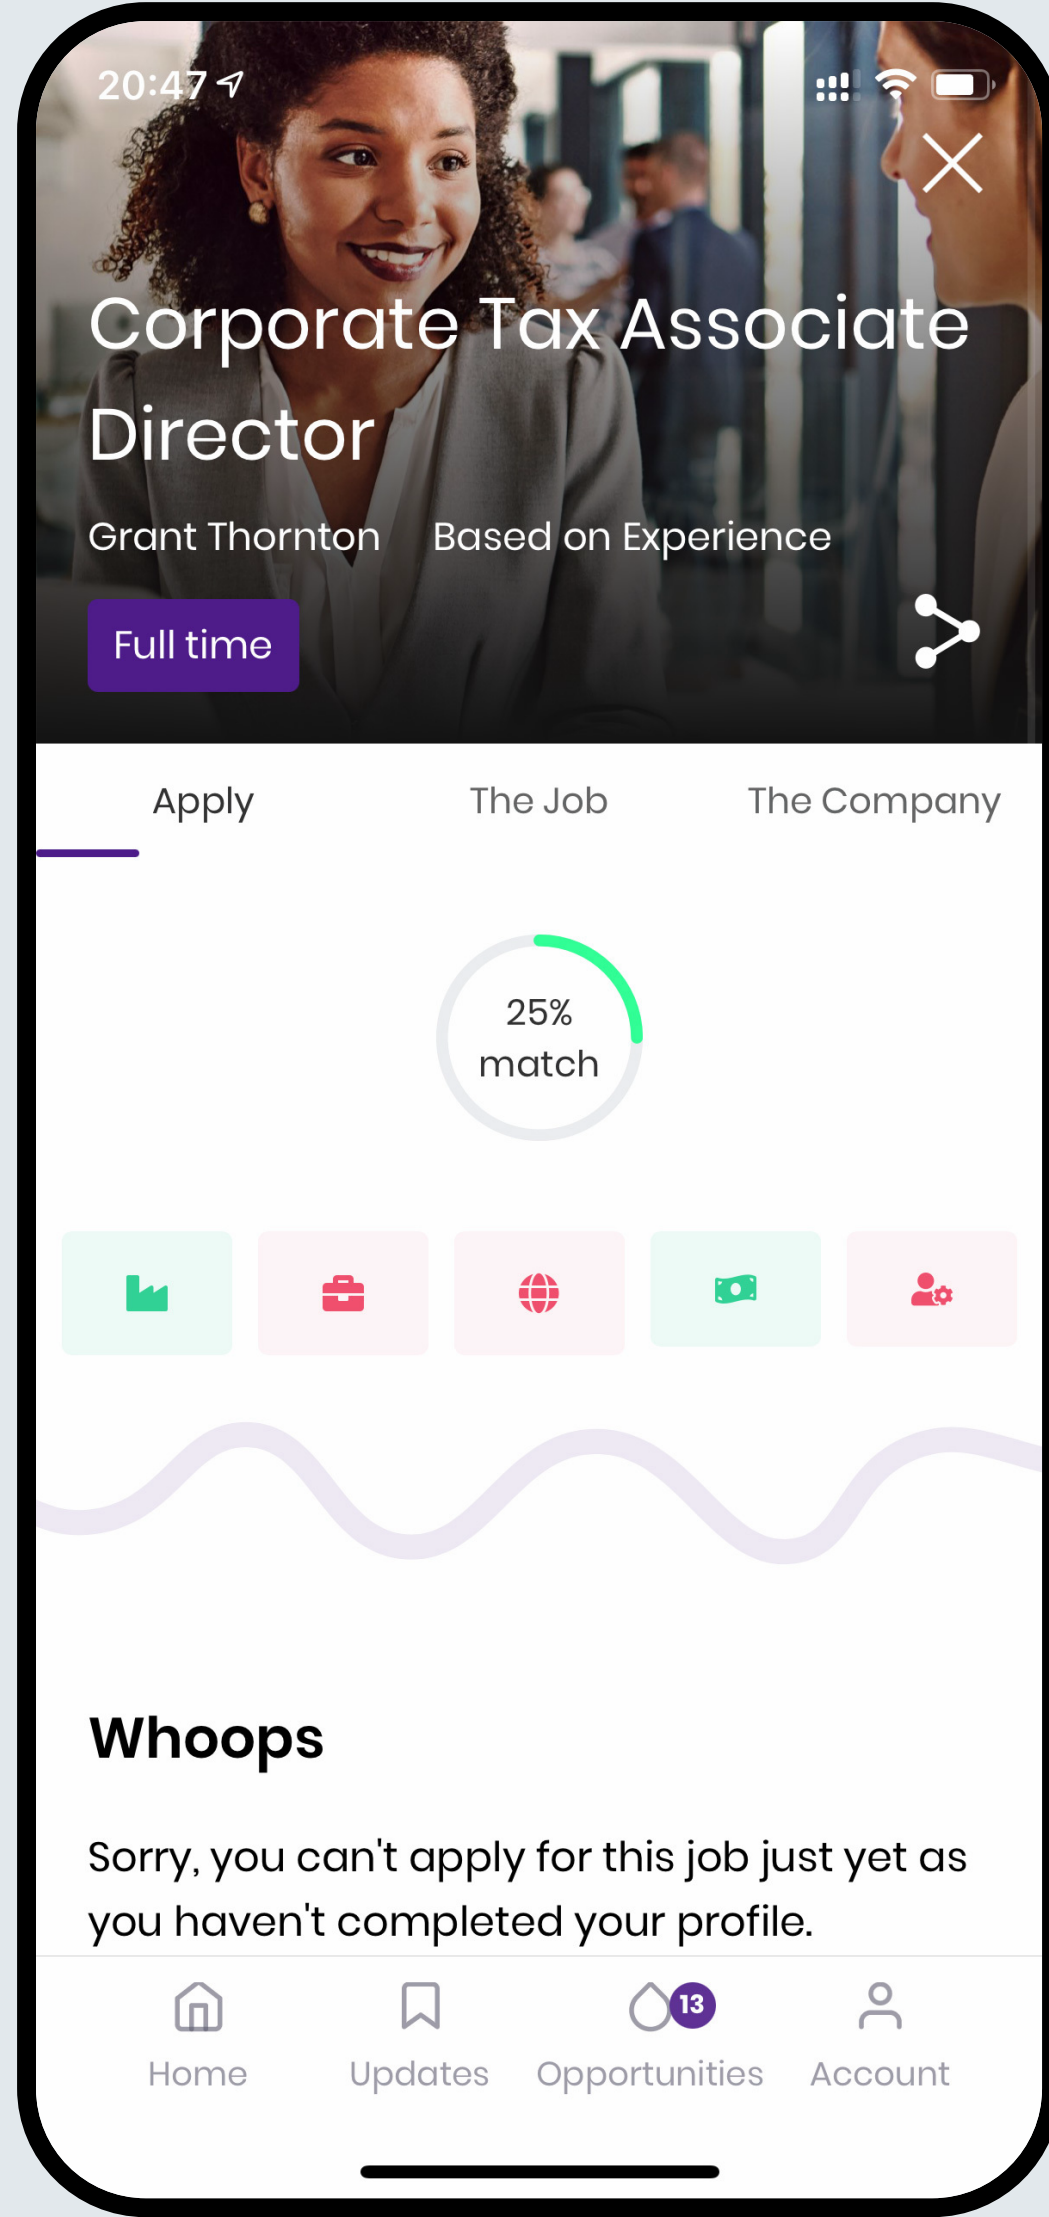 20:47
Corporate Tax Associate
Director
Grant Thornton Based on Experience
Full time
Apply The Job The Company
25%
match
Whoops
Sorry, you can't apply for this job just yet as
you haven't completed your profile.
13
Home Updates Opportunities Account